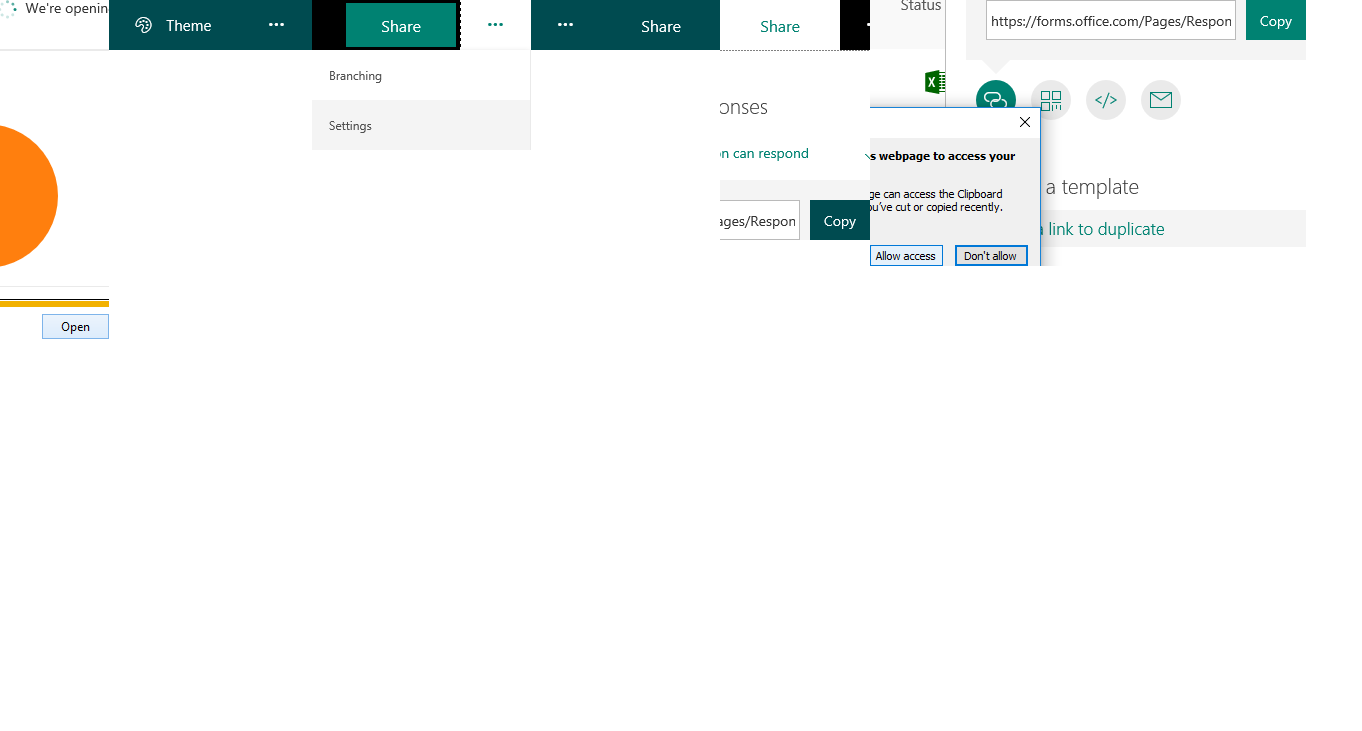 We're openin
Theme
Share
Share
Share
Status
https://forms.office.com/Pages/Respon
Copy
Branching
Settings
onses
n can respond
ages/Respon
Copy
s webpage to access your
ge can access the Clipboard
ou've cut or copied recently.
Allow access
Don't allow
a template
a link to duplicate
Open